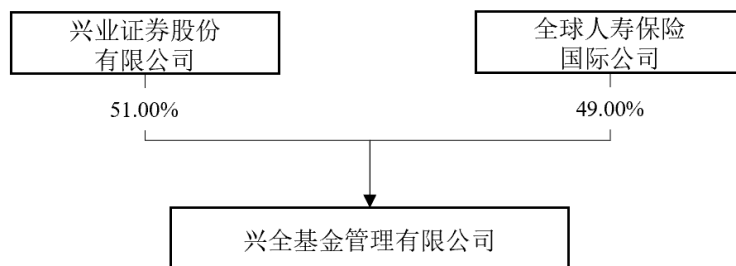 兴业证券股份
有限公司
全球人寿保险
国际公司
51.00%
49.00%
兴全基金管理有限公司